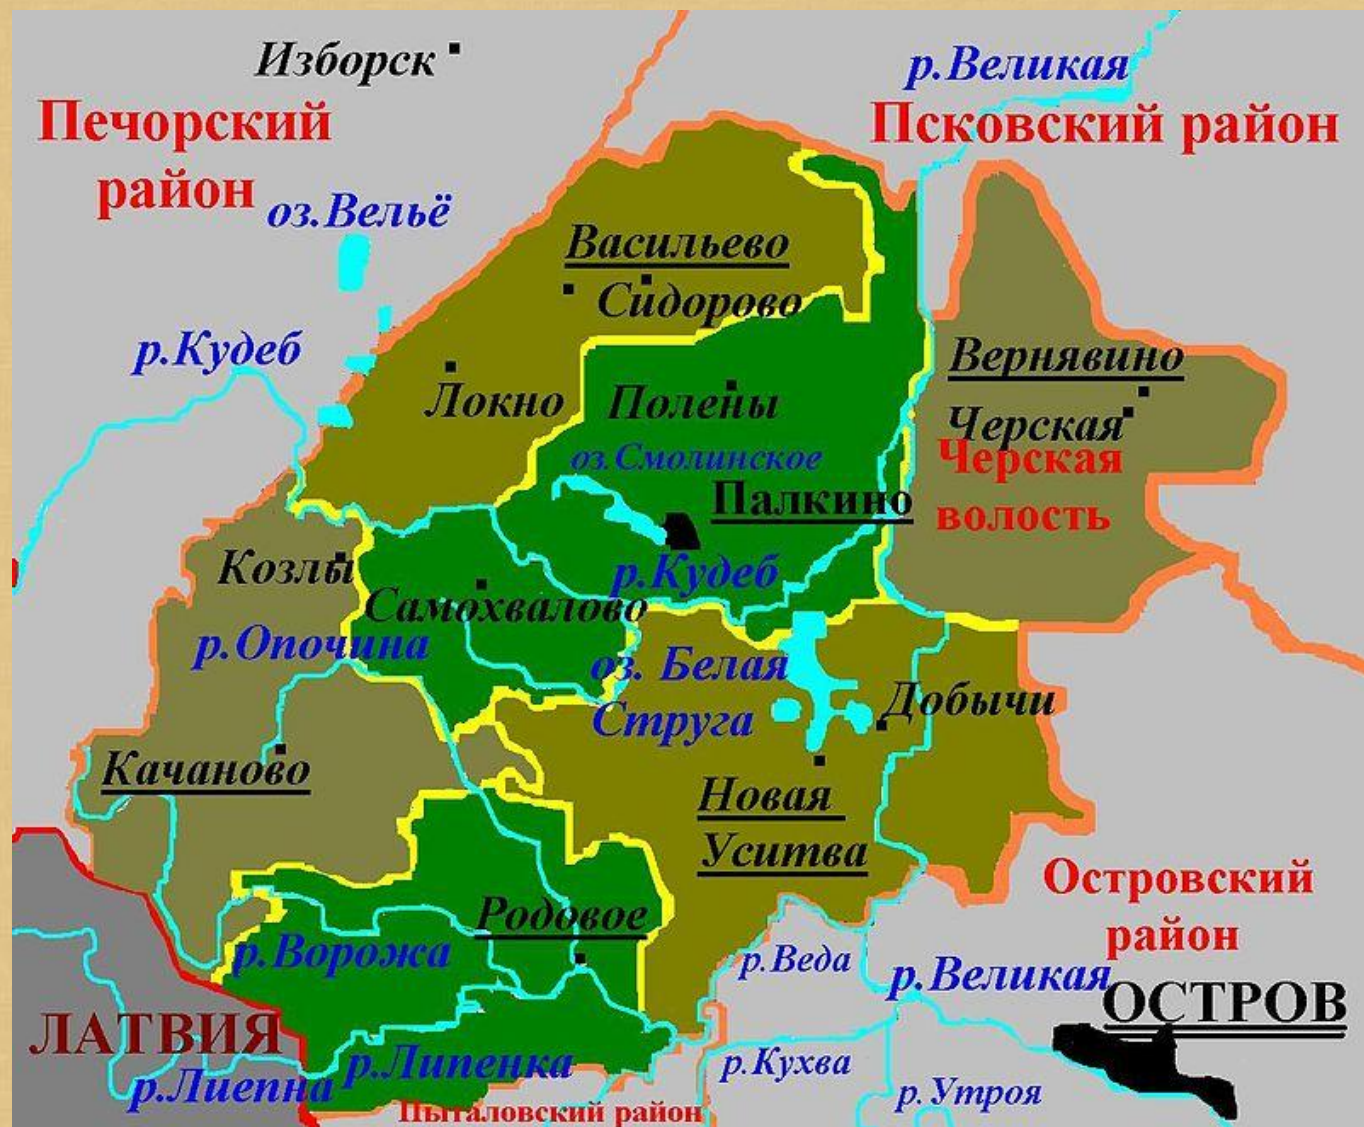 Изборск
р.Великая
Печорский
район
Псковский район
оз.Вельё
Васильево
Сидорово
р.Кудеб
Вернявино
Локно
Полены
Черская
оз.Смолинское
Черская
волость
Палкино
Козлы
р.Кудеб
Самохвалово
р.Опочина
оз. Белая
Струга
Добычи
Качаново
Новая
Уситва
Островский
район
Родовое
р.Ворожа
р.Веда
р.Великая
ОСТРОВ
ЛАТВИЯ
р.Липенка
р.Кухва
р.Лиепна
р.Утроя
Пыталовский район